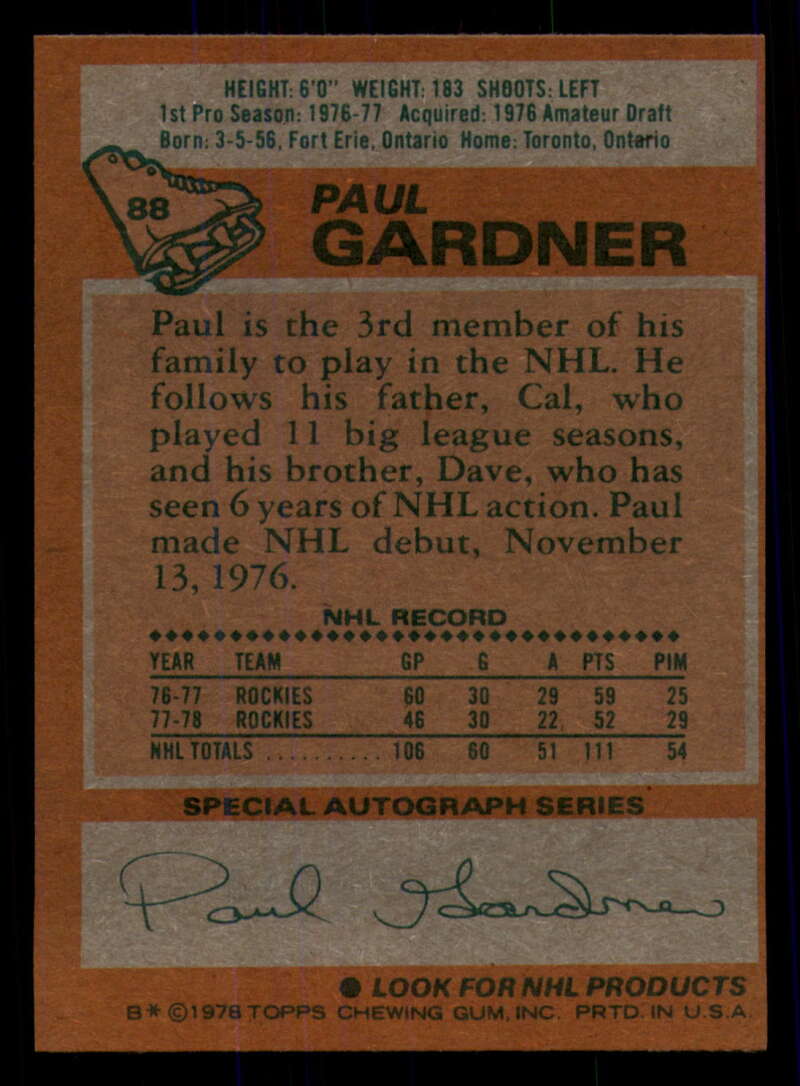 HEIGHT: 6'0" WEIGHT: 183 SHOOTS: LEFT
1st Pro Season: 1976-77 Acquired: 1976 Amateur Draft
Born: 3-5-56, Fort Erie, Ontario Home: Toronto, Ontario
88
PAUL
GARDNER
Paul is the 3rd member of his
family to play in the NHL. He
follows his father, Cal, who
played 11 big league seasons,
and his brother, Dave, who has
seen 6 years of NHL action. Paul
made NHL debut, November
13, 1976.
NHL RECORD
YEAR TEAM GP G A PTS PIM
76-77 ROCKIES 60 30 29 59 25
77-78 ROCKIES 46 30 22 52 29
NHL TOTALS .......... 106 60 51 111 54
SPECIAL AUTOGRAPH SERIES
Paul Gardner
● LOOK FOR NHL PRODUCTS
B* ©1978 TOPPS CHEWING GUM, INC. PRTD. IN U.S.A.